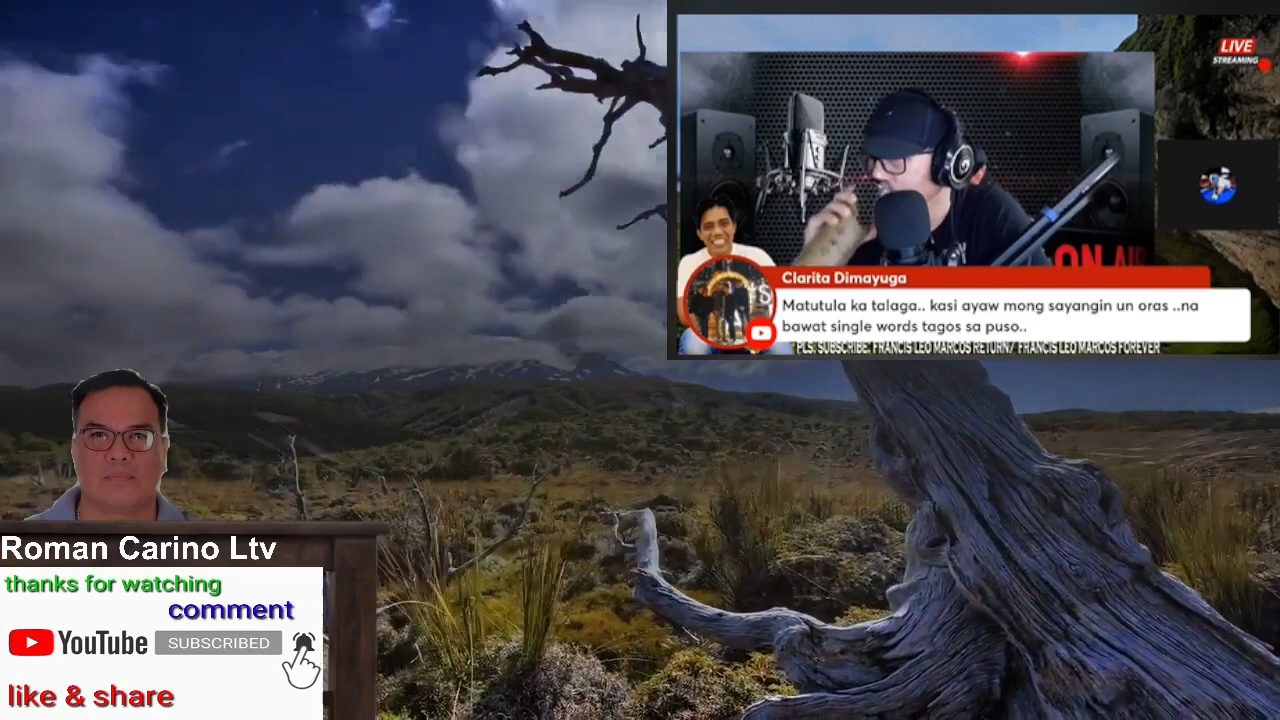 LIVE
STREAMING
ON AIR
Clarita Dimayuga
Matutula ka talaga.. kasi ayaw mong sayangin un oras ..na
bawat single words tagos sa puso..
PLS. SUBSCRIBE: FRANCIS LEO MARCOS RETURN/ FRANCIS LEO MARCOS FOREVER
Roman Carino Ltv
thanks for watching
comment
YouTube SUBSCRIBED
like & share